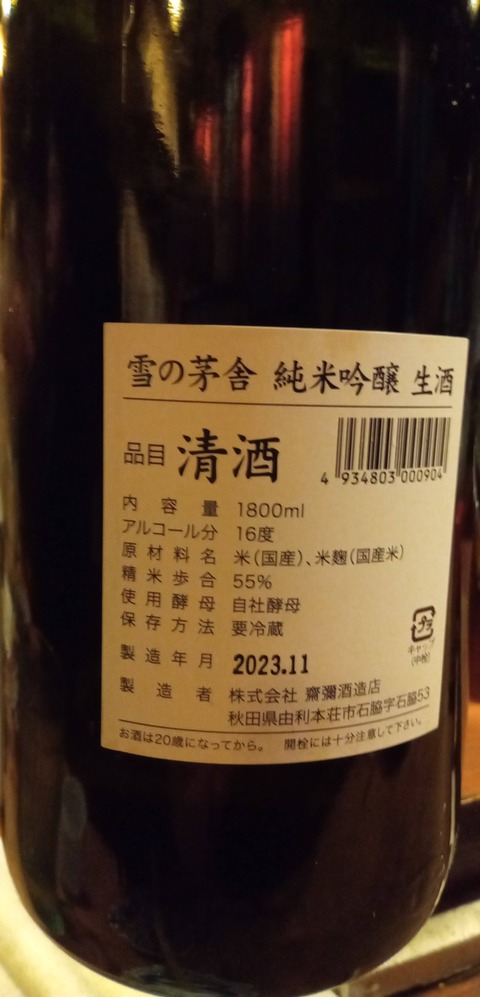 雪の茅舎 純米吟醸 生酒
品目 清酒
4 934803 000904
内容量 1800ml
アルコール分 16度
原材料名 米(国産)、米麹(国産米)
精米歩合 55%
使用酵母 自社酵母
保存方法 要冷蔵
プラ
キャップ
(中栓)
製造年月 2023.11
製造者 株式会社 齋彌酒造店
秋田県由利本荘市石脇字石脇53
お酒は20歳になってから。 開栓には十分注意して下さい。